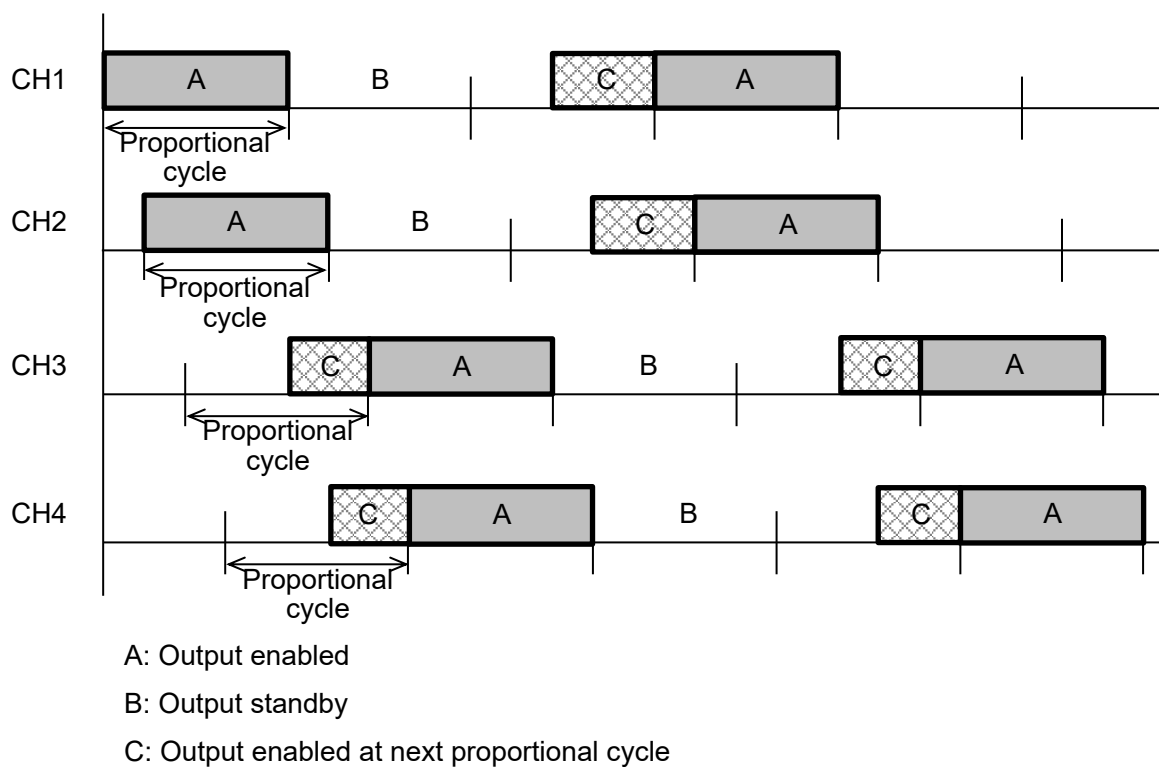 CH1
A
B
C
A
Proportional
cycle
CH2
A
B
C
A
Proportional
cycle
CH3
C
A
B
C
A
Proportional
cycle
CH4
C
A
B
C
A
Proportional
cycle
A: Output enabled
B: Output standby
C: Output enabled at next proportional cycle